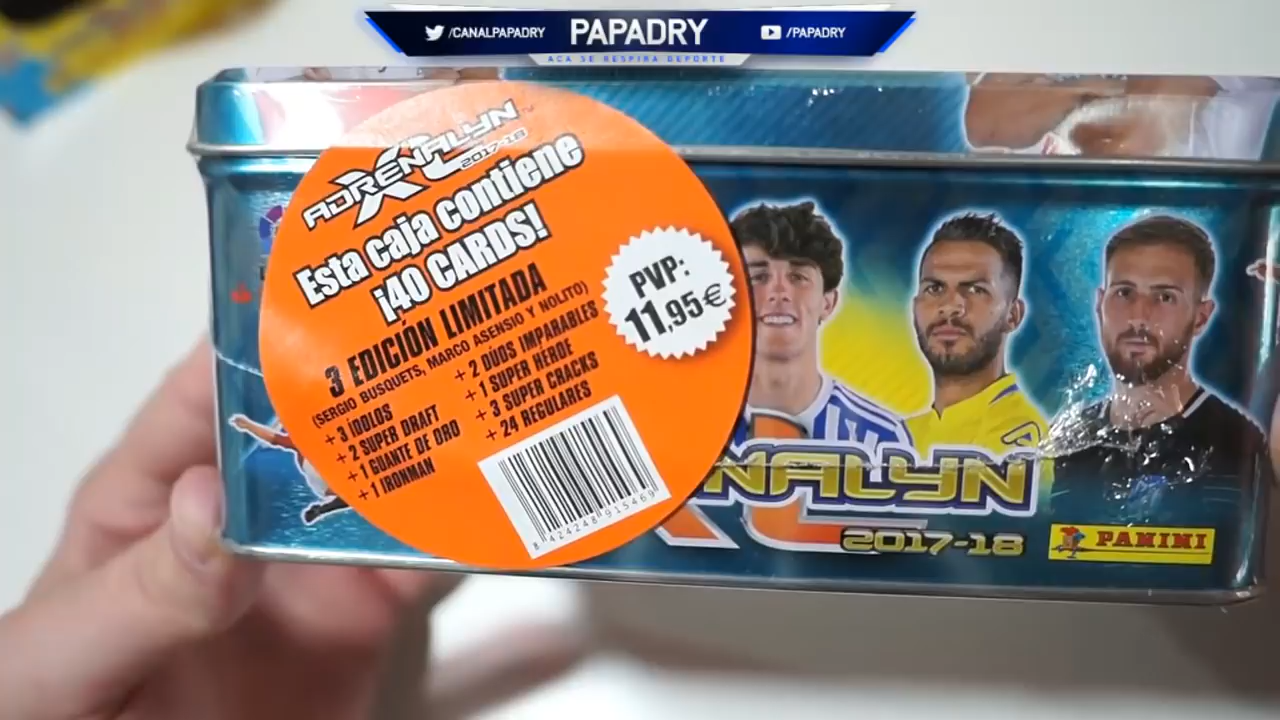 /CANALPAPADRY
PAPADRY
/PAPADRY
ACA SE RESPIRA DEPORTE
ADRENALYN
XL
2017-18
Esta caja contiene
¡40 CARDS!
3 EDICIÓN LIMITADA
(SERGIO BUSQUETS, MARCO ASENSIO Y NOLITO)
+ 3 ÍDOLOS
+ 2 SUPER DRAFT
+ 1 GUANTE DE ORO
+ 1 IRONMAN
+ 2 DÚOS IMPARABLES
+ 1 SUPER HÉROE
+ 3 SUPER CRACKS
+ 24 REGULARES
PVP:
11,95€
8 424248 915469
NALYN
XL
2017-18
PANINI